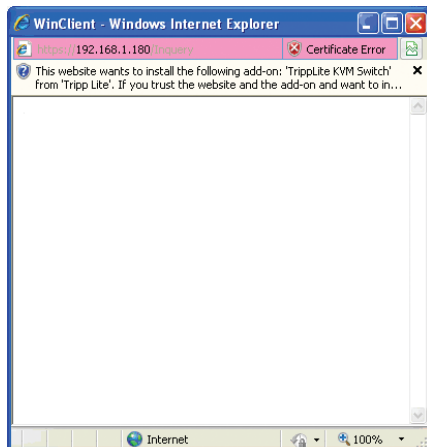 WinClient - Windows Internet Explorer
https://192.168.1.180/Inquery
Certificate Error
This website wants to install the following add-on: 'TrippLite KVM Switch'
from 'Tripp Lite'. If you trust the website and the add-on and want to in...
Internet
100%